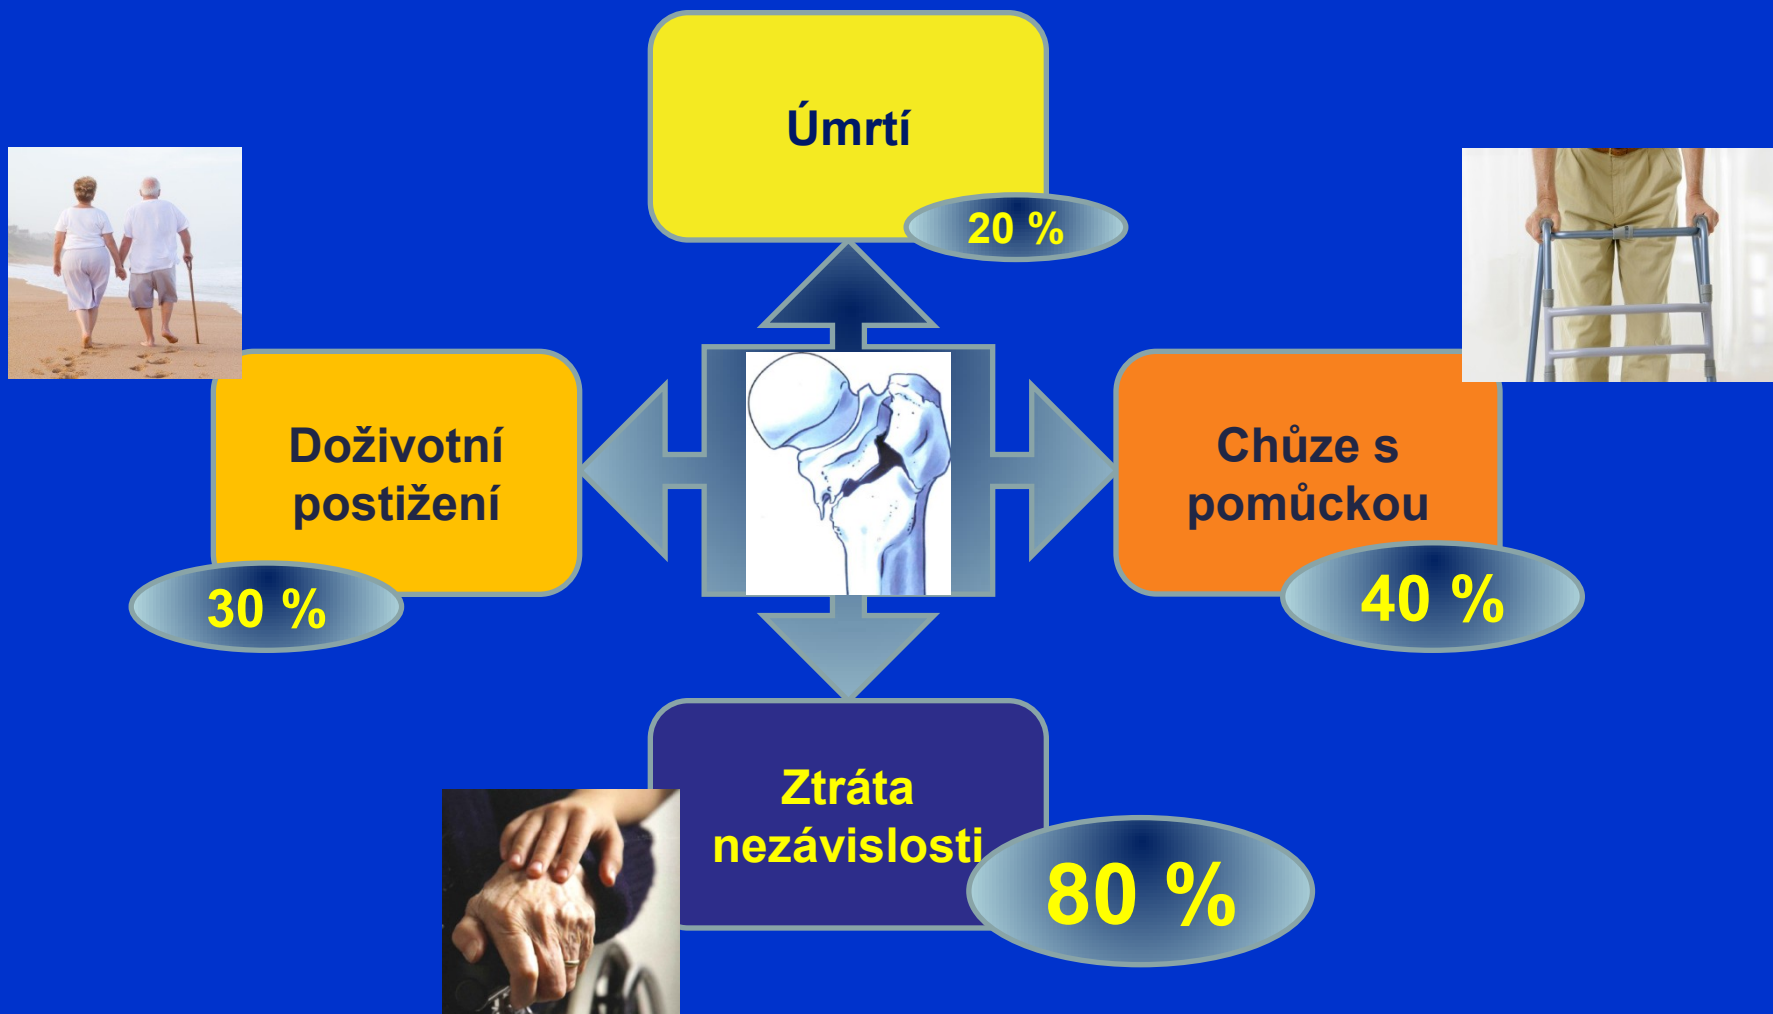 Úmrtí
20 %
Doživotní
postižení
30 %
Chůze s
pomůckou
40 %
Ztráta
nezávislosti
80 %